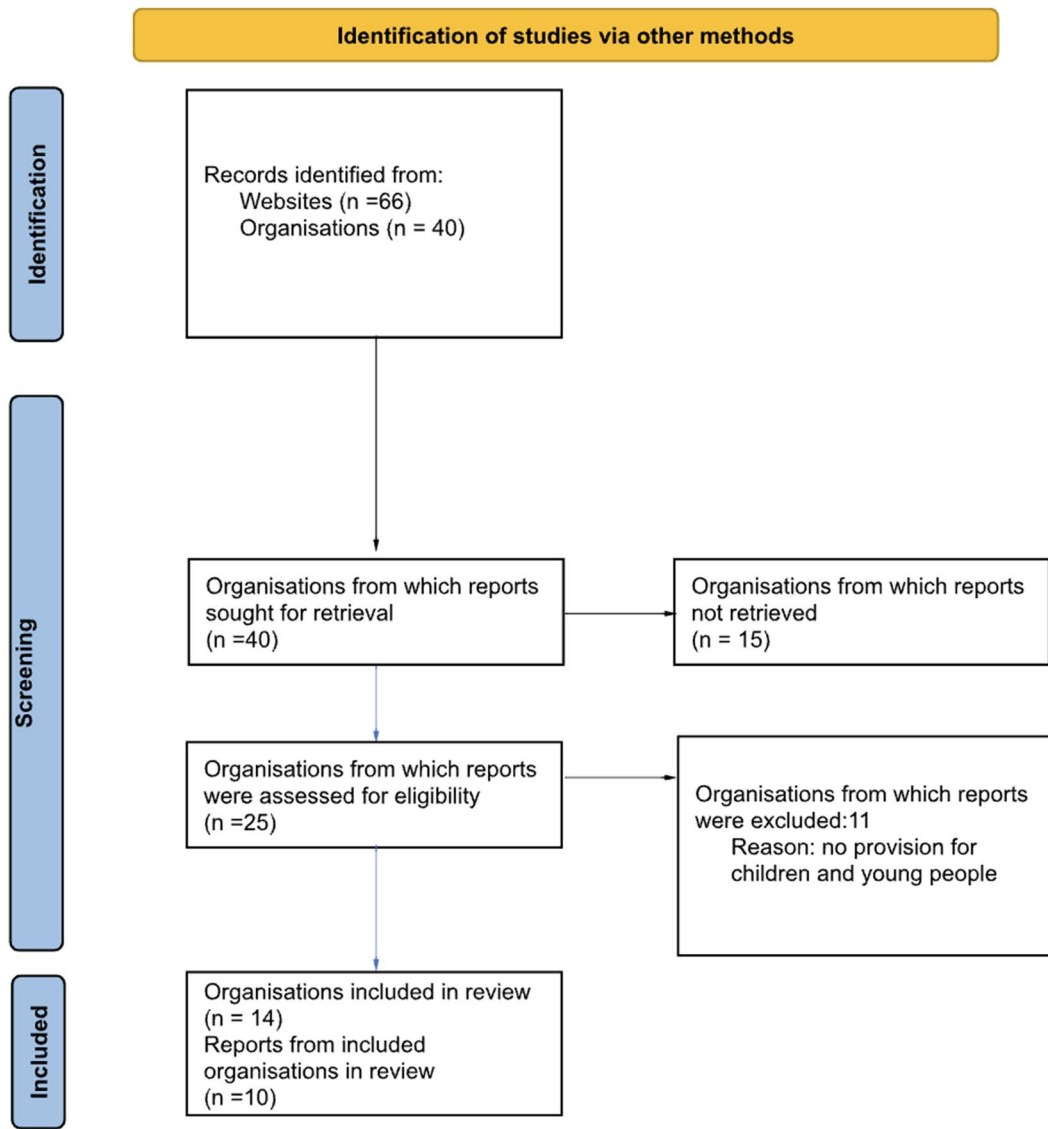 Identification of studies via other methods
Identification
Records identified from:
Websites (n =66)
Organisations (n = 40)
Screening
Organisations from which reports
sought for retrieval
(n =40)
Organisations from which reports
not retrieved
(n = 15)
Organisations from which reports
were assessed for eligibility
(n =25)
Organisations from which reports
were excluded:11
Reason: no provision for
children and young people
Included
Organisations included in review
(n = 14)
Reports from included
organisations in review
(n =10)